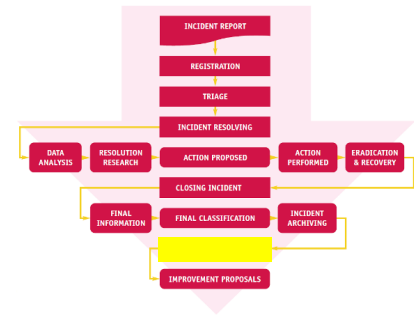 INCIDENT REPORT
REGISTRATION
TRIAGE
INCIDENT RESOLVING
DATA
ANALYSIS
RESOLUTION
RESEARCH
ACTION PROPOSED
ACTION
PERFORMED
ERADICATION
& RECOVERY
CLOSING INCIDENT
FINAL
INFORMATION
FINAL CLASSIFICATION
INCIDENT
ARCHIVING
IMPROVEMENT PROPOSALS